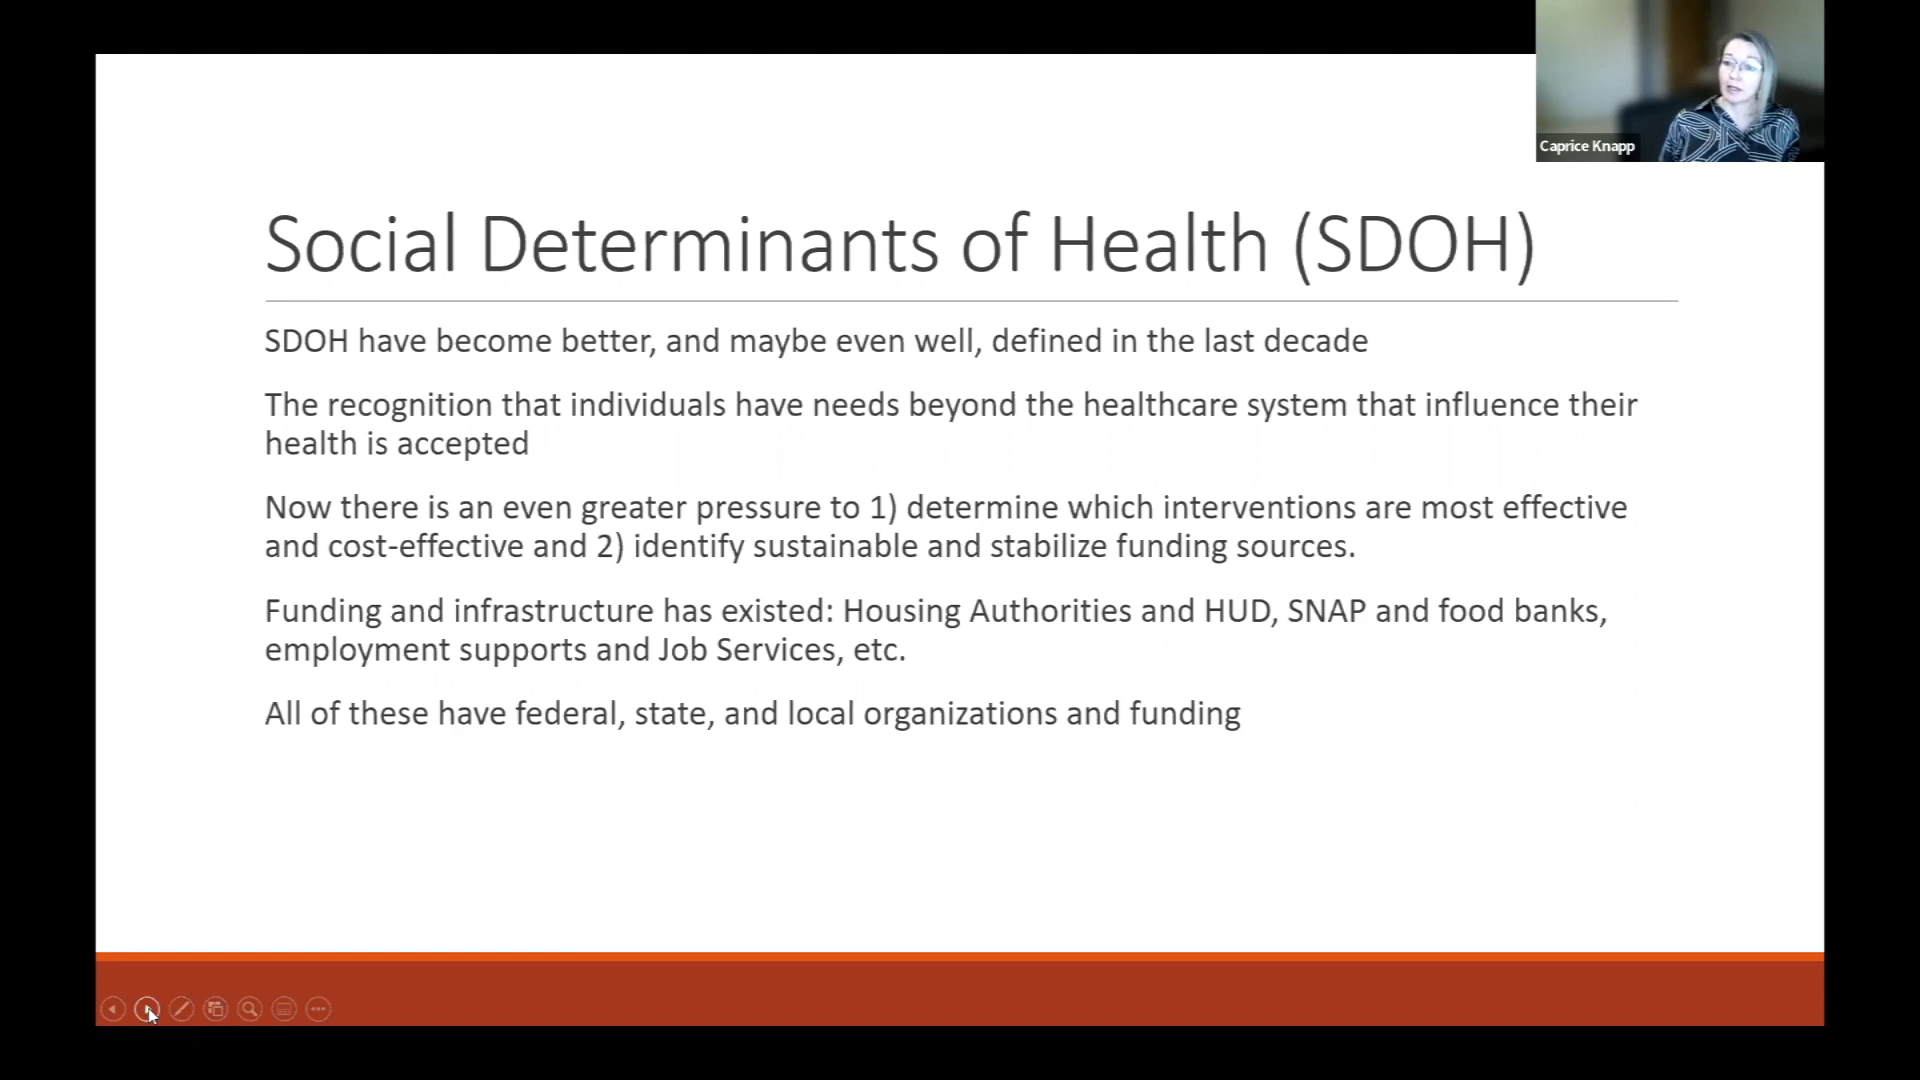 Caprice Knapp
Social Determinants of Health (SDOH)
SDOH have become better, and maybe even well, defined in the last decade
The recognition that individuals have needs beyond the healthcare system that influence their
health is accepted
Now there is an even greater pressure to 1) determine which interventions are most effective
and cost-effective and 2) identify sustainable and stabilize funding sources.
Funding and infrastructure has existed: Housing Authorities and HUD, SNAP and food banks,
employment supports and Job Services, etc.
All of these have federal, state, and local organizations and funding